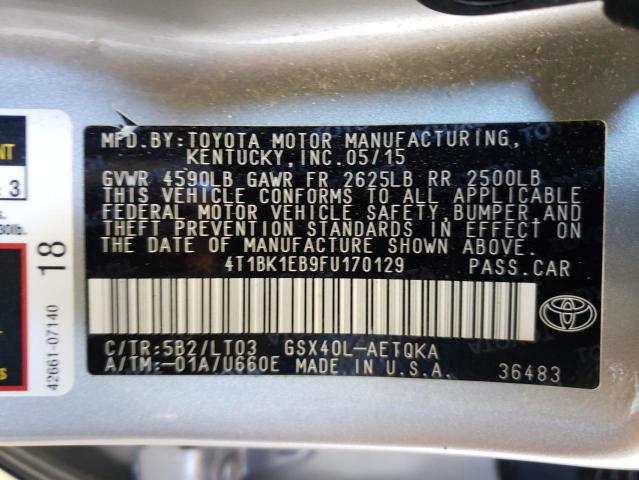 MFD.BY:TOYOTA MOTOR MANUFACTURING,
KENTUCKY,INC.05/15
GVWR 4590LB GAWR FR 2625LB RR 2500LB
THIS VEHICLE CONFORMS TO ALL APPLICABLE
FEDERAL MOTOR VEHICLE SAFETY,BUMPER,AND
THEFT PREVENTION STANDARDS IN EFFECT ON
THE DATE OF MANUFACTURE SHOWN ABOVE.
4T1BK1EB9FU170129 PASS.CAR
C/TR:5B2/LT03 GSX40L-AETQKA
A/TM:-01A/U660E MADE IN U.S.A. 36483
TOYOTA
3
18
42661-07140